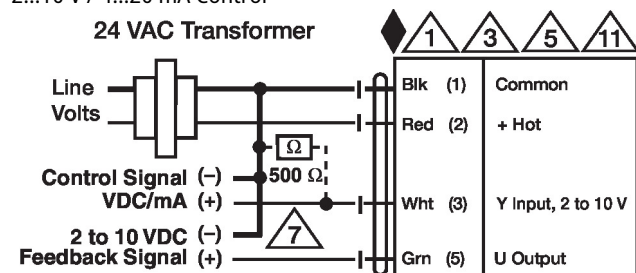 2...10 V / 4...20 mA Control
24 VAC Transformer
1 3 5 11
Line
Volts
Blk (1) Common
Red (2) + Hot
Ω
500 Ω
Control Signal (–)
VDC/mA (+)
Wht (3) Y Input, 2 to 10 V
7
2 to 10 VDC (–)
Feedback Signal (+)
Grn (5) U Output